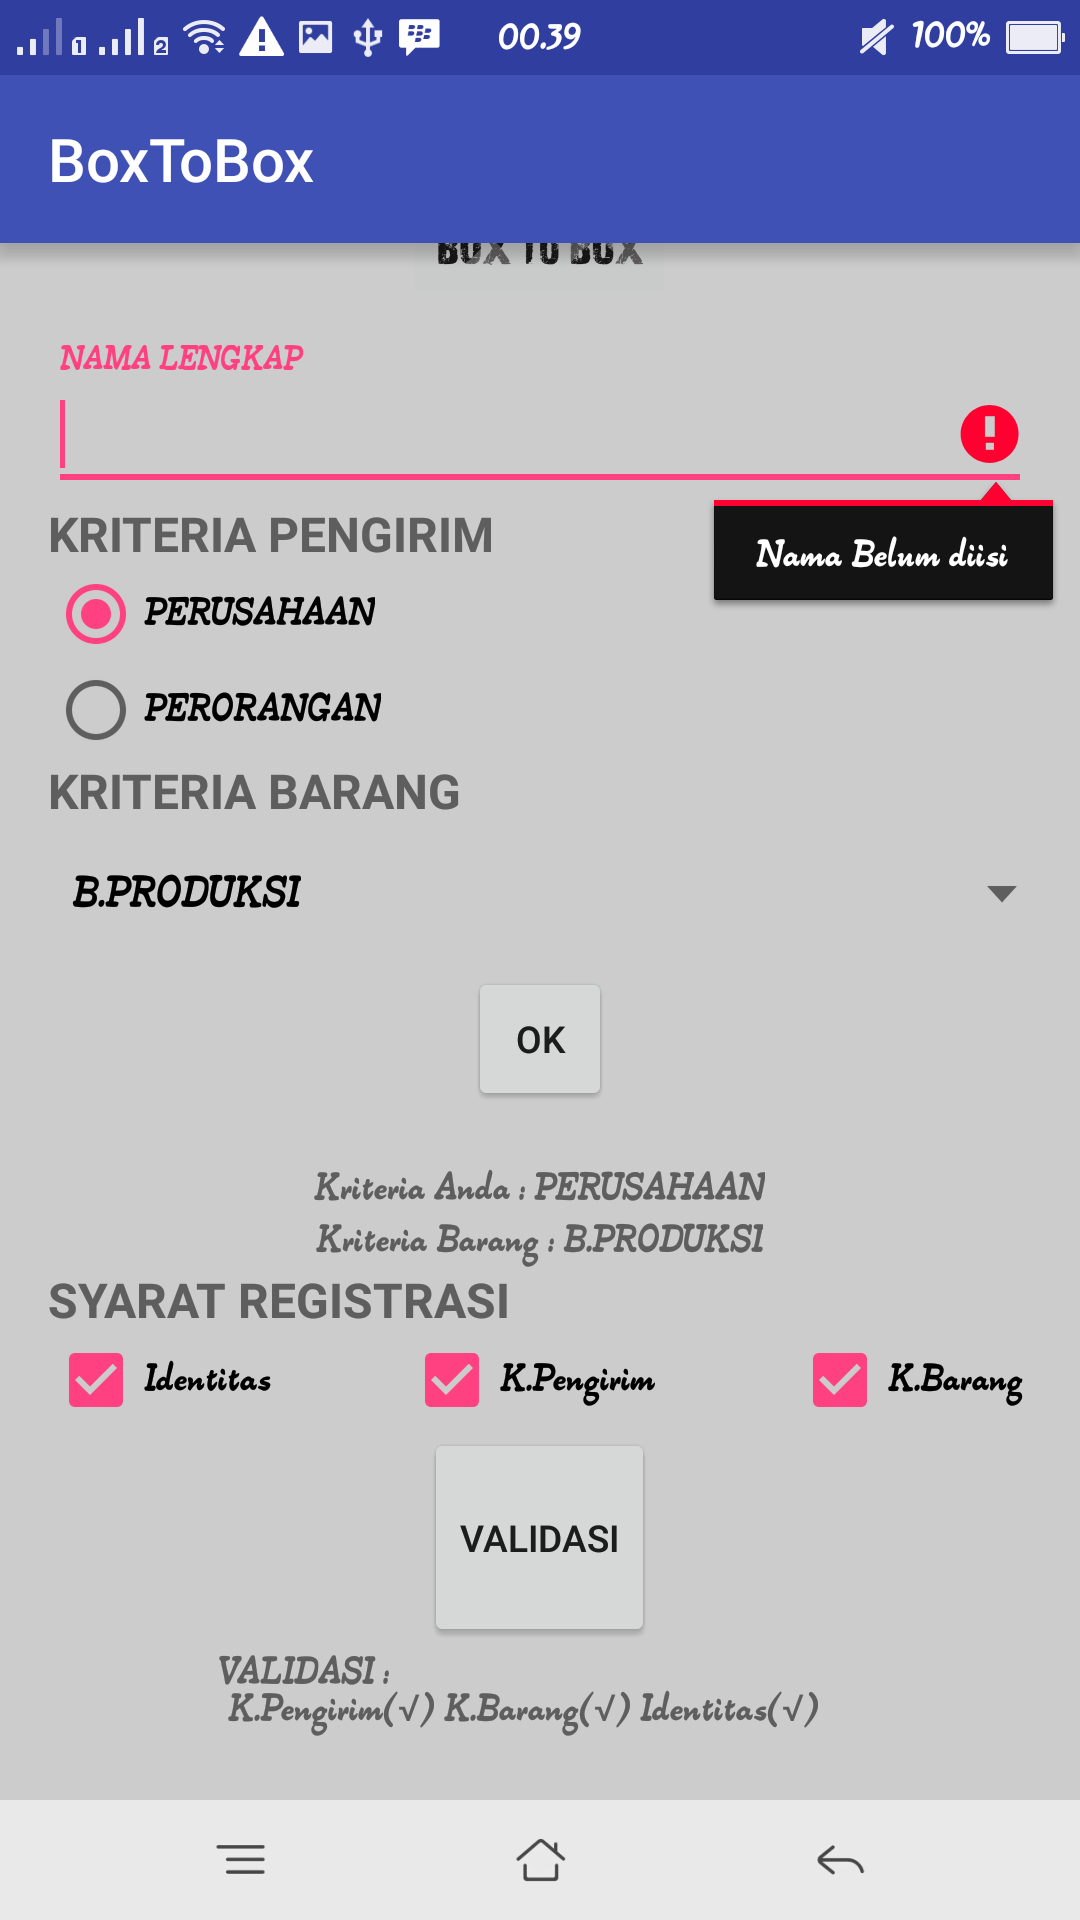 1 2 00.39 100%
BoxToBox
BOX TO BOX
NAMA LENGKAP
KRITERIA PENGIRIM
Nama Belum diisi
PERUSAHAAN
PERORANGAN
KRITERIA BARANG
B.PRODUKSI
OK
Kriteria Anda : PERUSAHAAN
Kriteria Barang : B.PRODUKSI
SYARAT REGISTRASI
Identitas K.Pengirim K.Barang
VALIDASI
VALIDASI :
K.Pengirim(√) K.Barang(√) Identitas(√)